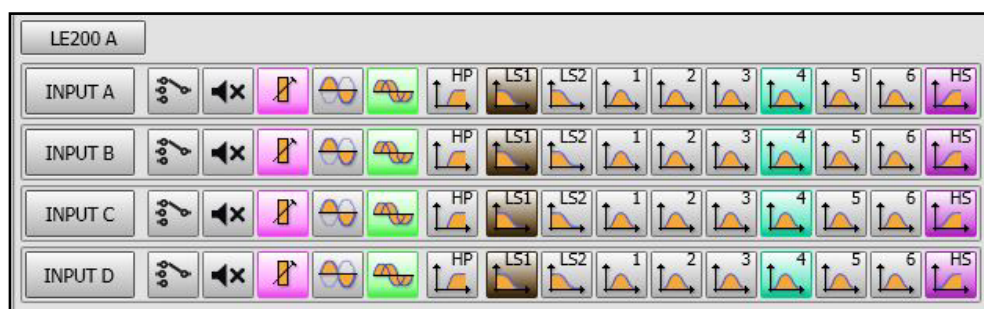 LE200 A
INPUT A HP LS1 LS2 1 2 3 4 5 6 HS
INPUT B HP LS1 LS2 1 2 3 4 5 6 HS
INPUT C HP LS1 LS2 1 2 3 4 5 6 HS
INPUT D HP LS1 LS2 1 2 3 4 5 6 HS